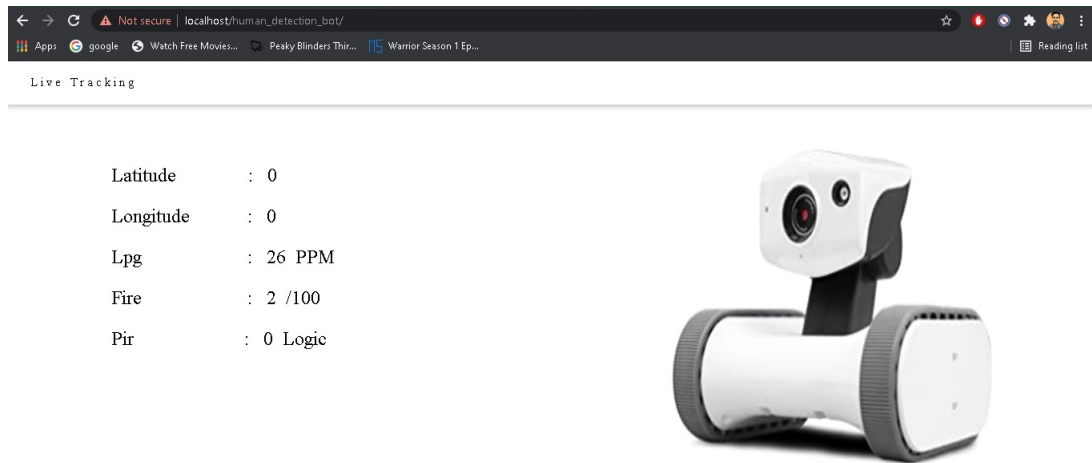 Not secure | localhost/human_detection_bot/
Apps google Watch Free Movies... Peaky Blinders Thir... MS Warrior Season 1 Ep... Reading list
Live Tracking
Latitude : 0
Longitude : 0
Lpg : 26 PPM
Fire : 2 /100
Pir : 0 Logic